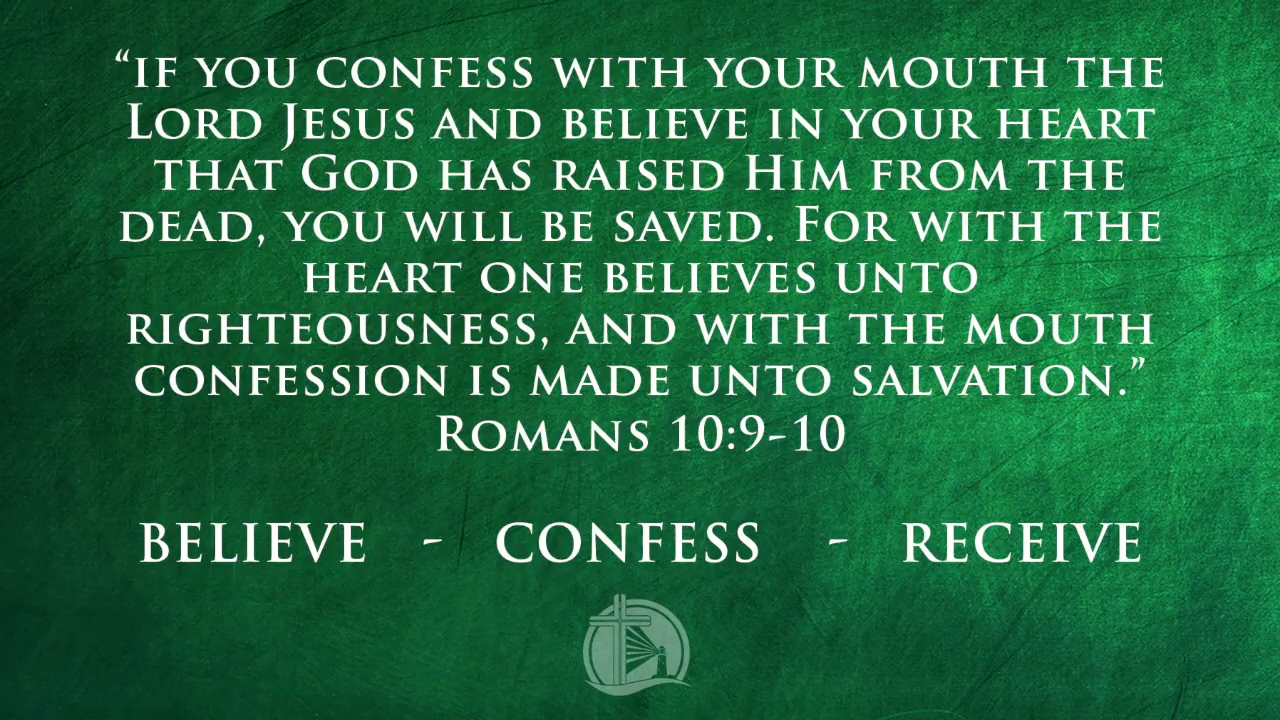 “if you confess with your mouth the
Lord Jesus and believe in your heart
that God has raised Him from the
dead, you will be saved. For with the
heart one believes unto
righteousness, and with the mouth
confession is made unto salvation.”
Romans 10:9-10
BELIEVE - CONFESS - RECEIVE